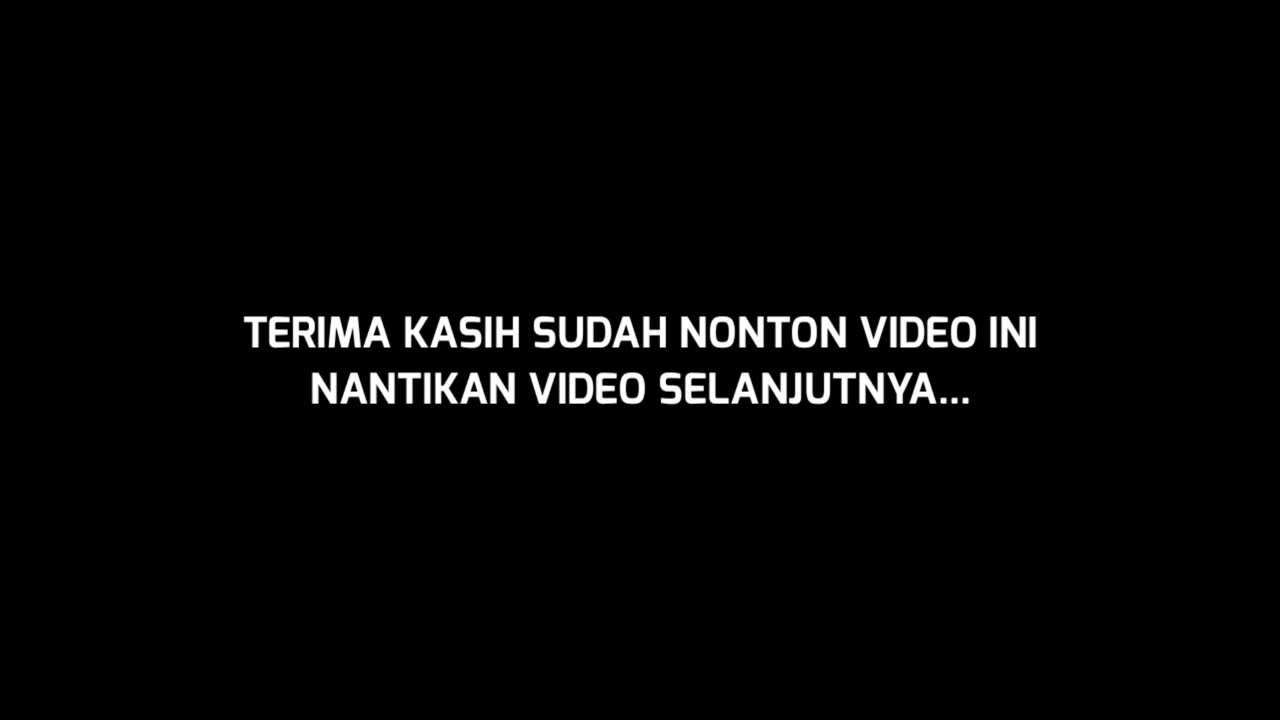 TERIMA KASIH SUDAH NONTON VIDEO INI
NANTIKAN VIDEO SELANJUTNYA...